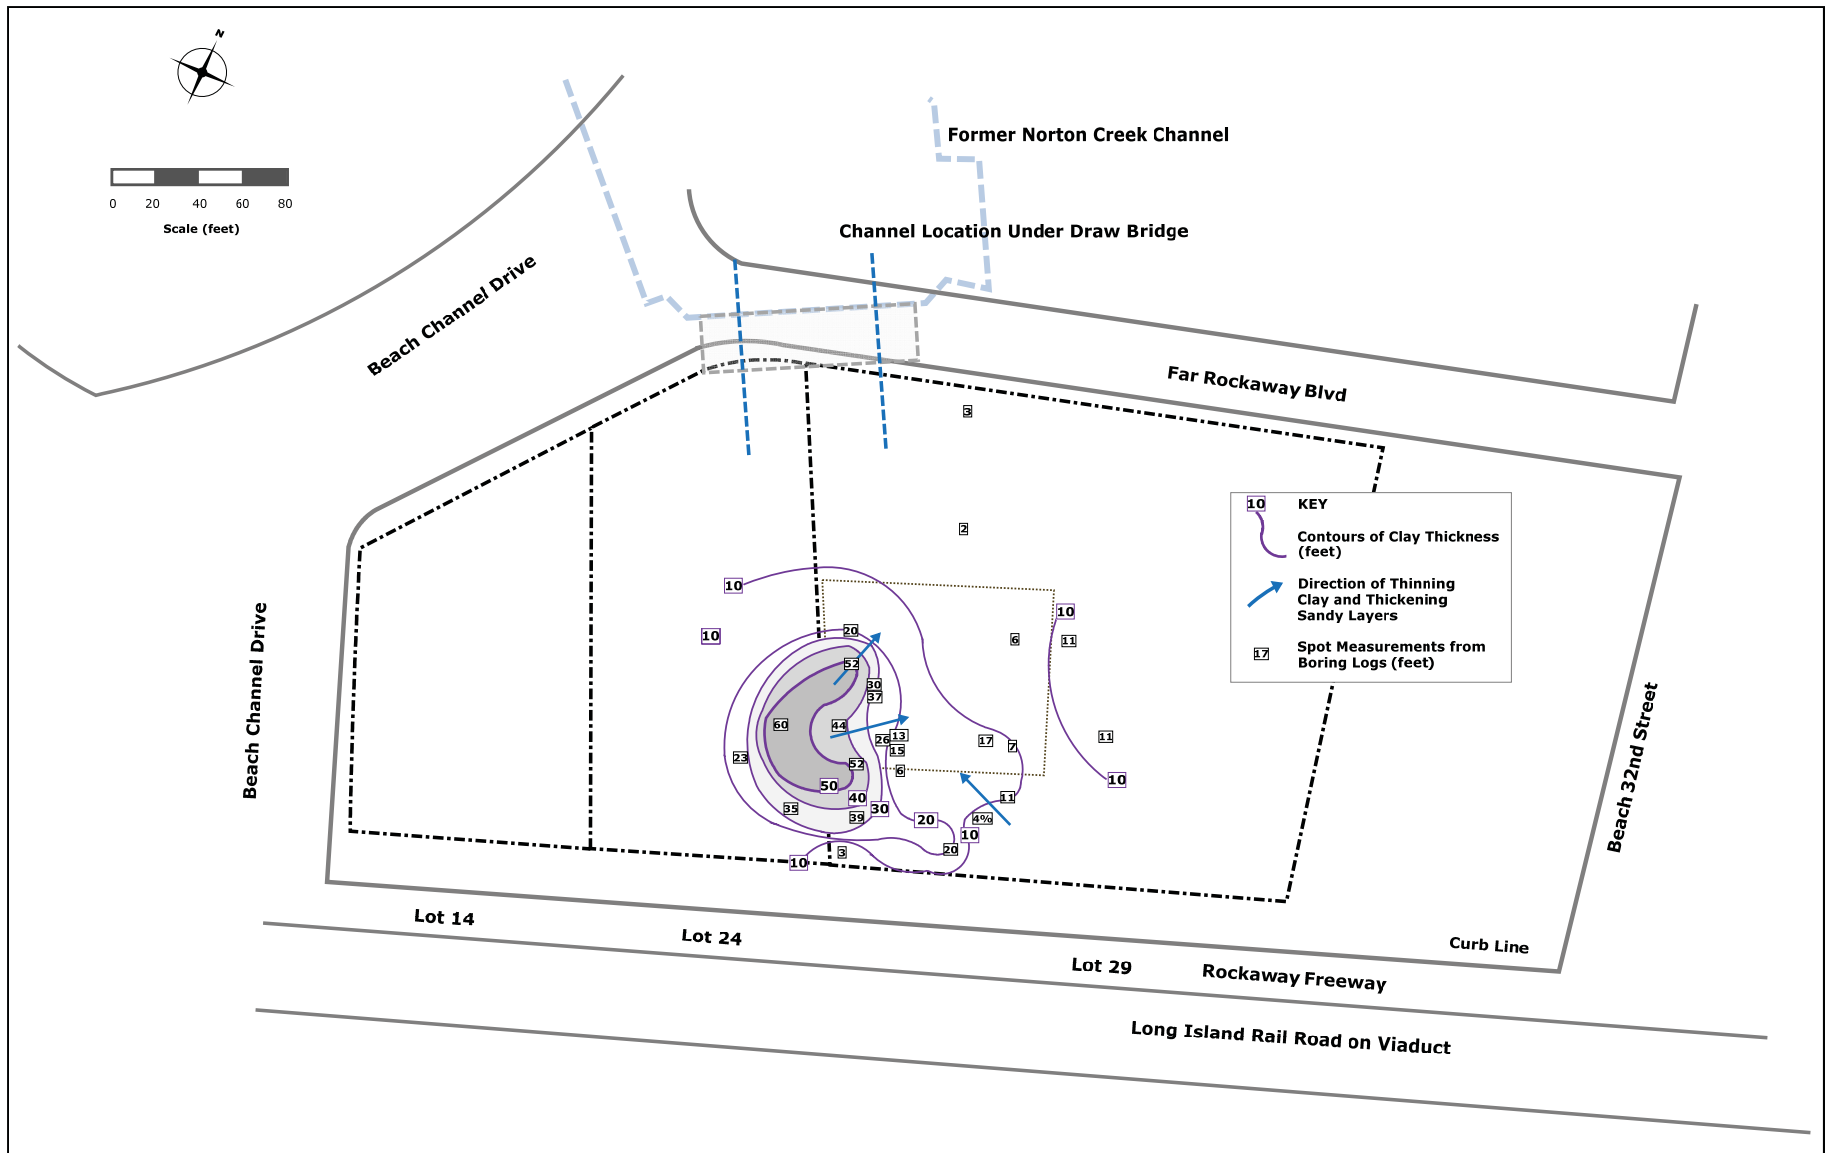 N
Former Norton Creek Channel
0 20 40 60 80
Scale (feet)
Channel Location Under Draw Bridge
Beach Channel Drive
Far Rockaway Blvd
3
10 KEY
Contours of Clay Thickness
(feet)
Direction of Thinning
Clay and Thickening
Sandy Layers
17 Spot Measurements from
Boring Logs (feet)
2
10
10
10
20
6
11
52
30
37
60
44
26
13
15
17
7
11
23
52
6
50
10
40
11
35
30
39
20
4%
10
20
3
10
Beach Channel Drive
Beach 32nd Street
Lot 14
Lot 24
Lot 29
Curb Line
Rockaway Freeway
Long Island Rail Road on Viaduct